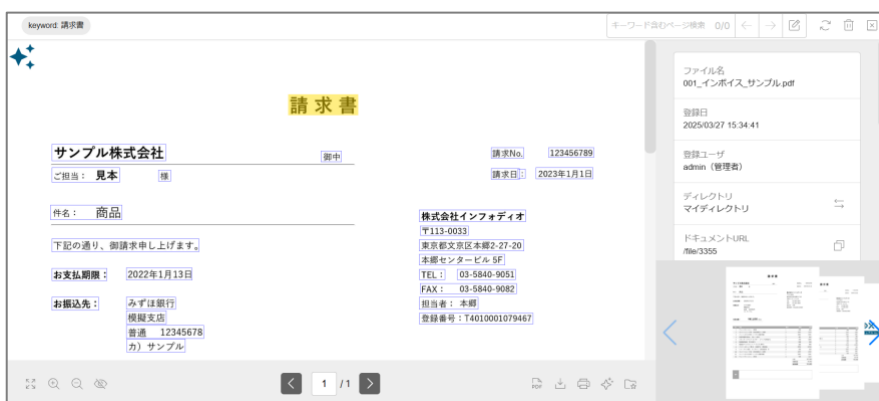 keyword: 請求書
キーワード含むページ検索 0/0
請求書
サンプル株式会社
御中
ご担当： 見本 様
件名： 商品
下記の通り、御請求申し上げます。
お支払期限： 2022年1月13日
お振込先： みずほ銀行
模擬支店
普通 12345678
カ）サンプル
請求No. 123456789
請求日： 2023年1月1日
株式会社インフォディオ
〒113-0033
東京都文京区本郷2-27-20
本郷センタービル 5F
TEL： 03-5840-9051
FAX： 03-5840-9082
担当者： 本郷
登録番号：T4010001079467
ファイル名
001_インボイス_サンプル.pdf
登録日
2025/03/27 15:34:41
登録ユーザ
admin（管理者）
ディレクトリ
マイディレクトリ
ドキュメントURL
/file/3355
1 /1
PDF